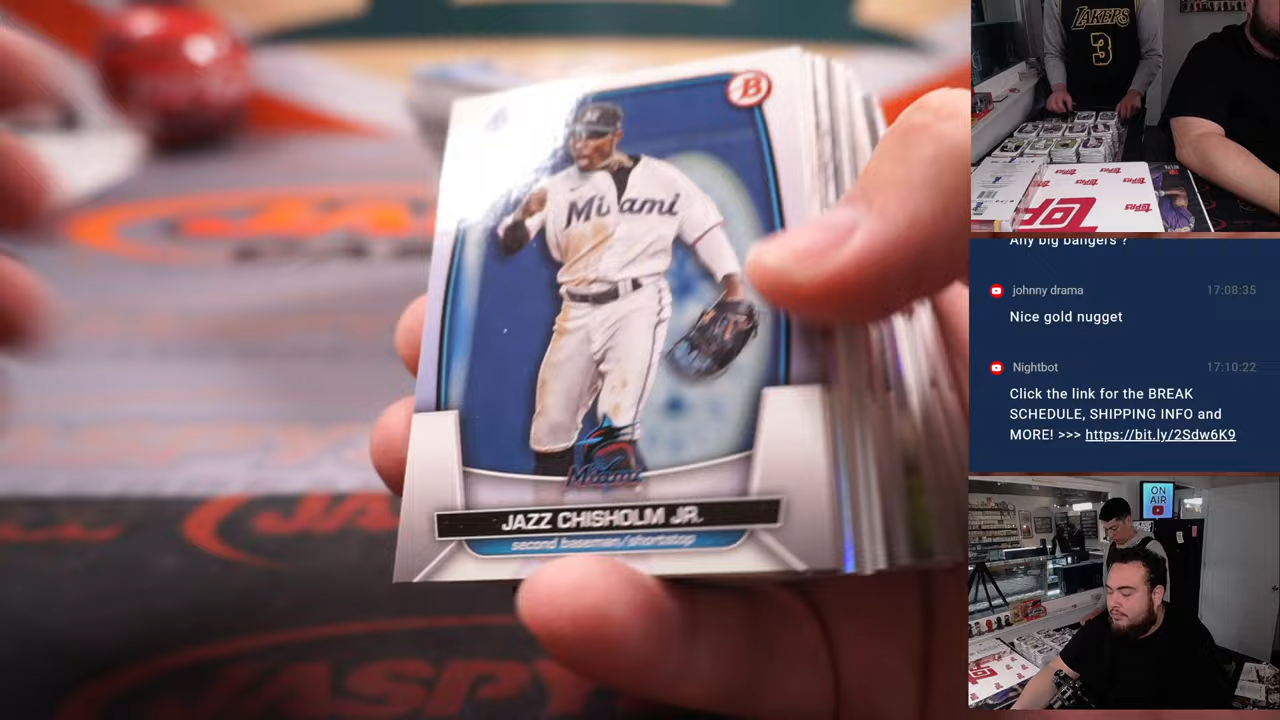 B
Miami
Miami
JAZZ CHISHOLM JR.
second baseman/shortstop
JASPY
LAKERS
3
topps
Any big bangers ?
johnny drama
17:08:35
Nice gold nugget
Nightbot
17:10:22
Click the link for the BREAK
SCHEDULE, SHIPPING INFO and
MORE! >>> https://bit.ly/2Sdw6K9
ON
AIR